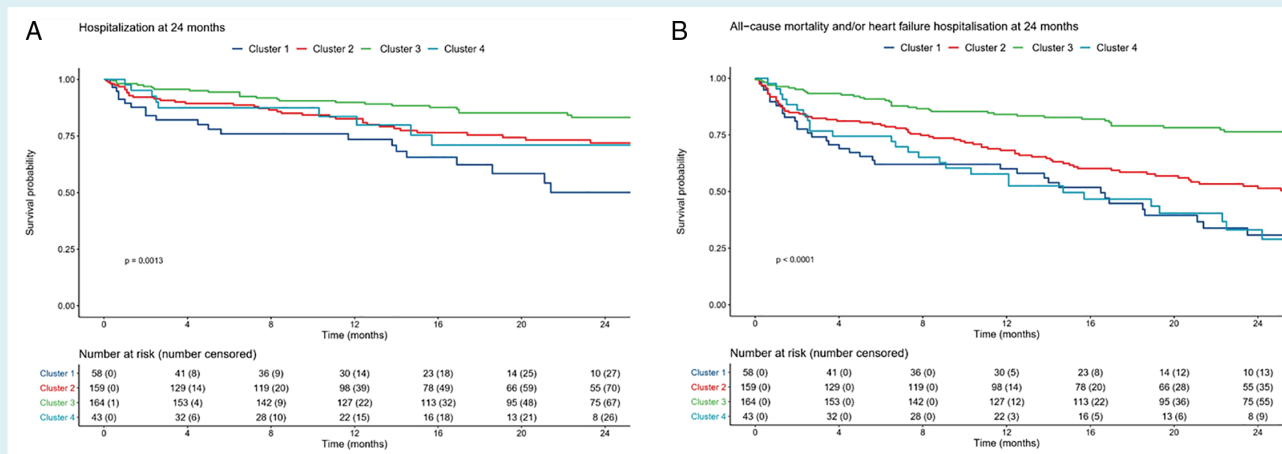 A
Hospitalization at 24 months
Cluster 1 Cluster 2 Cluster 3 Cluster 4
Survival probability
1.00
0.75
0.50
0.25
0.00
p = 0.0013
0 4 8 12 16 20 24
Time (months)
Number at risk (number censored)
Cluster 1 58 (0) 41 (8) 36 (9) 30 (14) 23 (18) 14 (25) 10 (27)
Cluster 2 159 (0) 129 (14) 119 (20) 98 (39) 78 (49) 66 (59) 55 (70)
Cluster 3 164 (1) 153 (4) 142 (9) 127 (22) 113 (32) 95 (48) 75 (67)
Cluster 4 43 (0) 32 (6) 28 (10) 22 (15) 16 (18) 13 (21) 8 (26)
0 4 8 12 16 20 24
Time (months)
B
All−cause mortality and/or heart failure hospitalisation at 24 months
Cluster 1 Cluster 2 Cluster 3 Cluster 4
Survival probability
1.00
0.75
0.50
0.25
0.00
p < 0.0001
0 4 8 12 16 20 24
Time (months)
Number at risk (number censored)
Cluster 1 58 (0) 41 (0) 36 (0) 30 (5) 23 (8) 14 (12) 10 (13)
Cluster 2 159 (0) 129 (0) 119 (0) 98 (14) 78 (20) 66 (28) 55 (35)
Cluster 3 164 (0) 153 (0) 142 (0) 127 (12) 113 (22) 95 (36) 75 (55)
Cluster 4 43 (0) 32 (0) 28 (0) 22 (3) 16 (5) 13 (6) 8 (9)
0 4 8 12 16 20 24
Time (months)